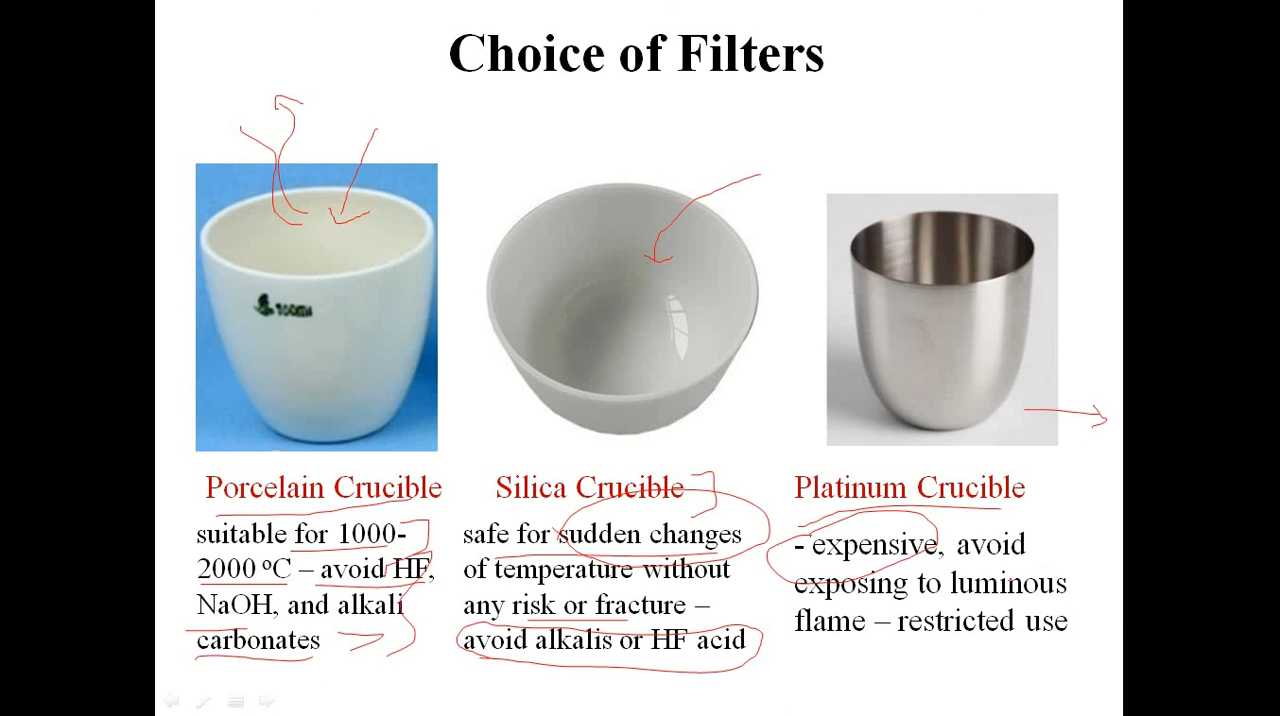 Choice of Filters
100ml
Porcelain Crucible
suitable for 1000-
2000 ºC – avoid HF,
NaOH, and alkali
carbonates
Silica Crucible
safe for sudden changes
of temperature without
any risk or fracture –
avoid alkalis or HF acid
Platinum Crucible
- expensive, avoid
exposing to luminous
flame – restricted use